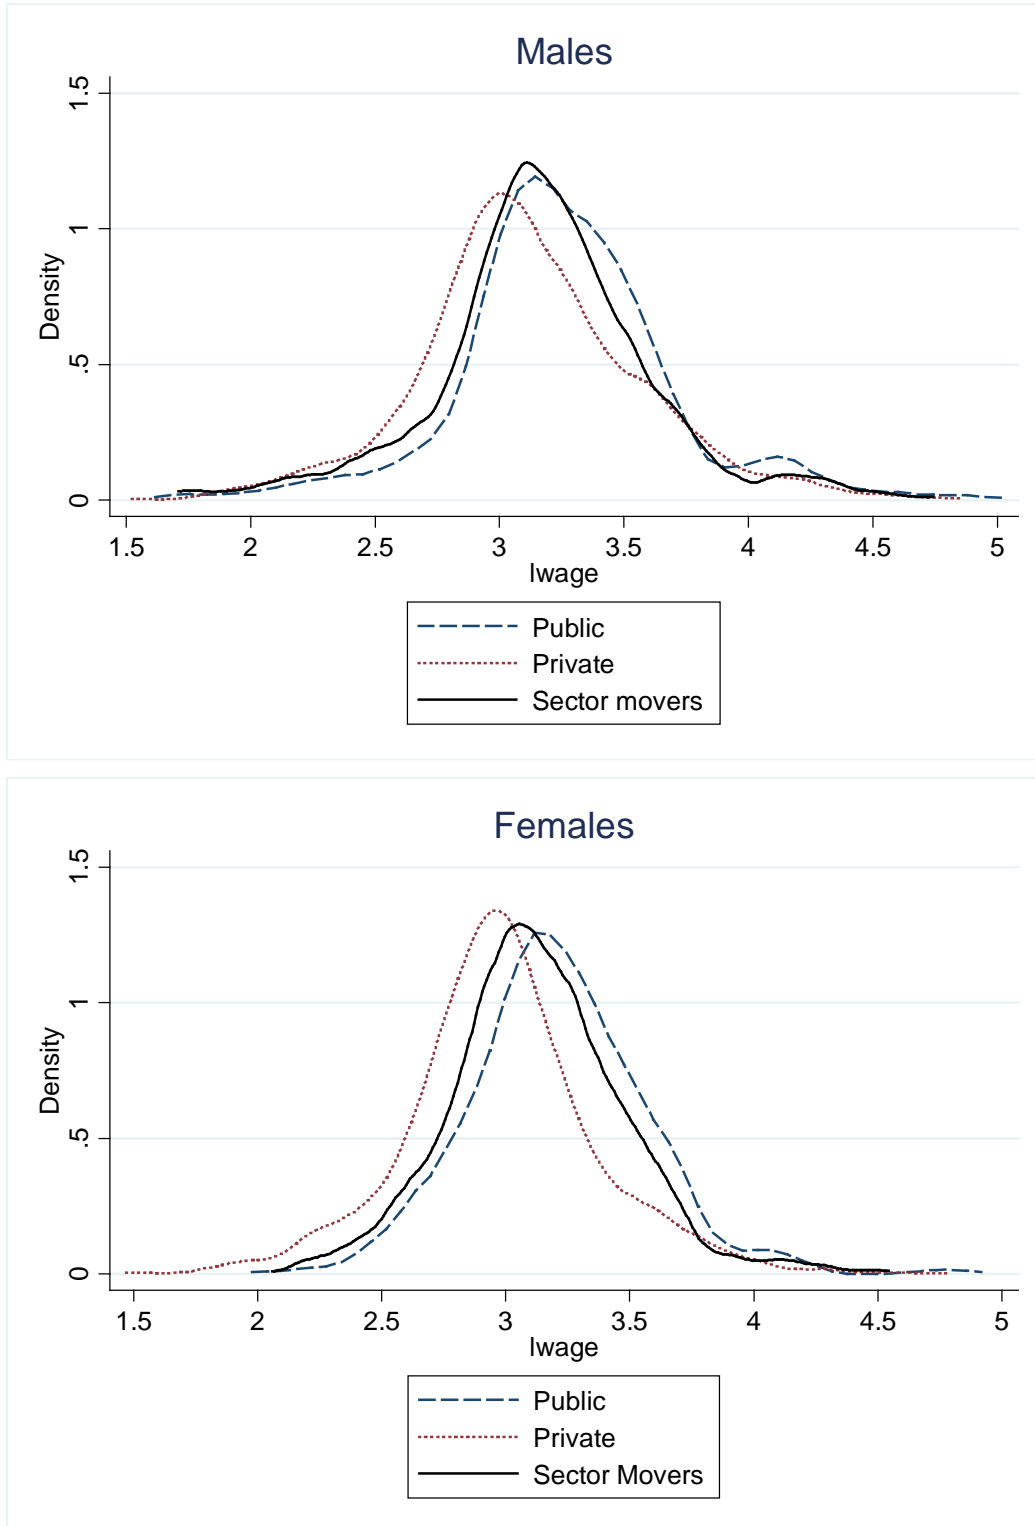 Males
1.5
1
.5
0
Density
1.5 2 2.5 3 3.5 4 4.5 5
lwage
Public
Private
Sector movers
Females
1.5
1
.5
0
Density
1.5 2 2.5 3 3.5 4 4.5 5
lwage
Public
Private
Sector Movers